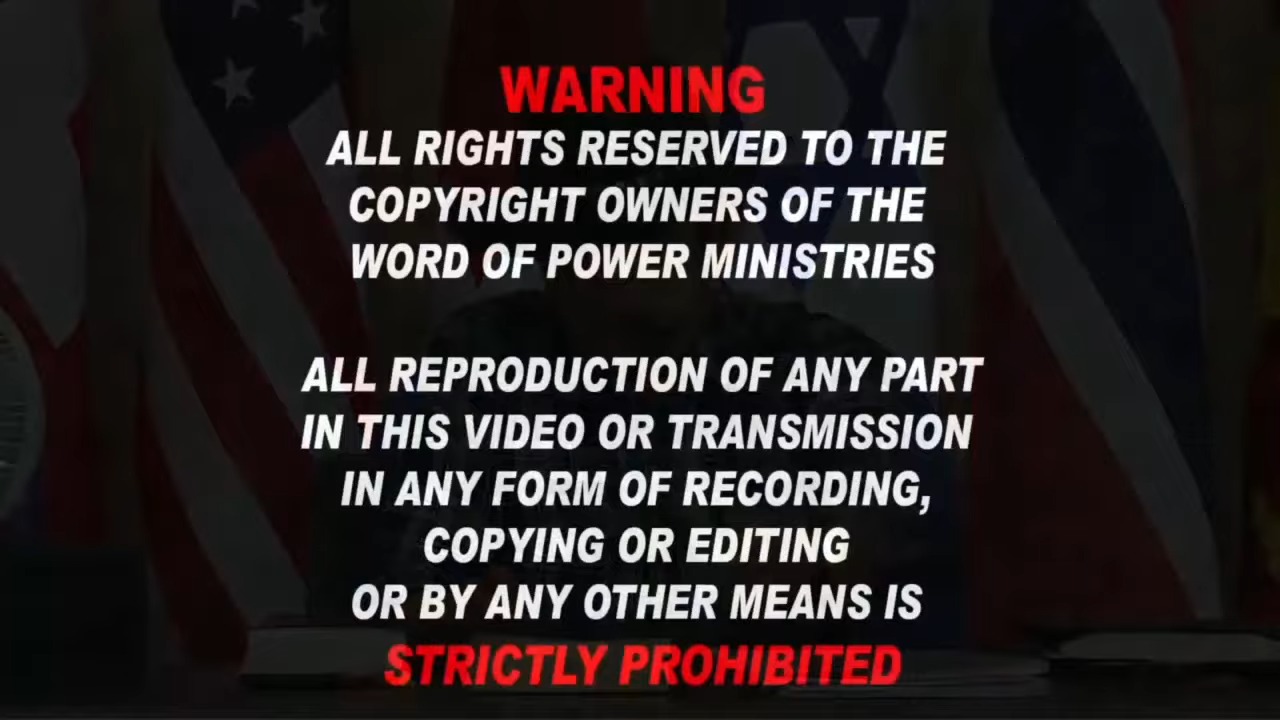 WARNING
ALL RIGHTS RESERVED TO THE
COPYRIGHT OWNERS OF THE
WORD OF POWER MINISTRIES
ALL REPRODUCTION OF ANY PART
IN THIS VIDEO OR TRANSMISSION
IN ANY FORM OF RECORDING,
COPYING OR EDITING
OR BY ANY OTHER MEANS IS
STRICTLY PROHIBITED